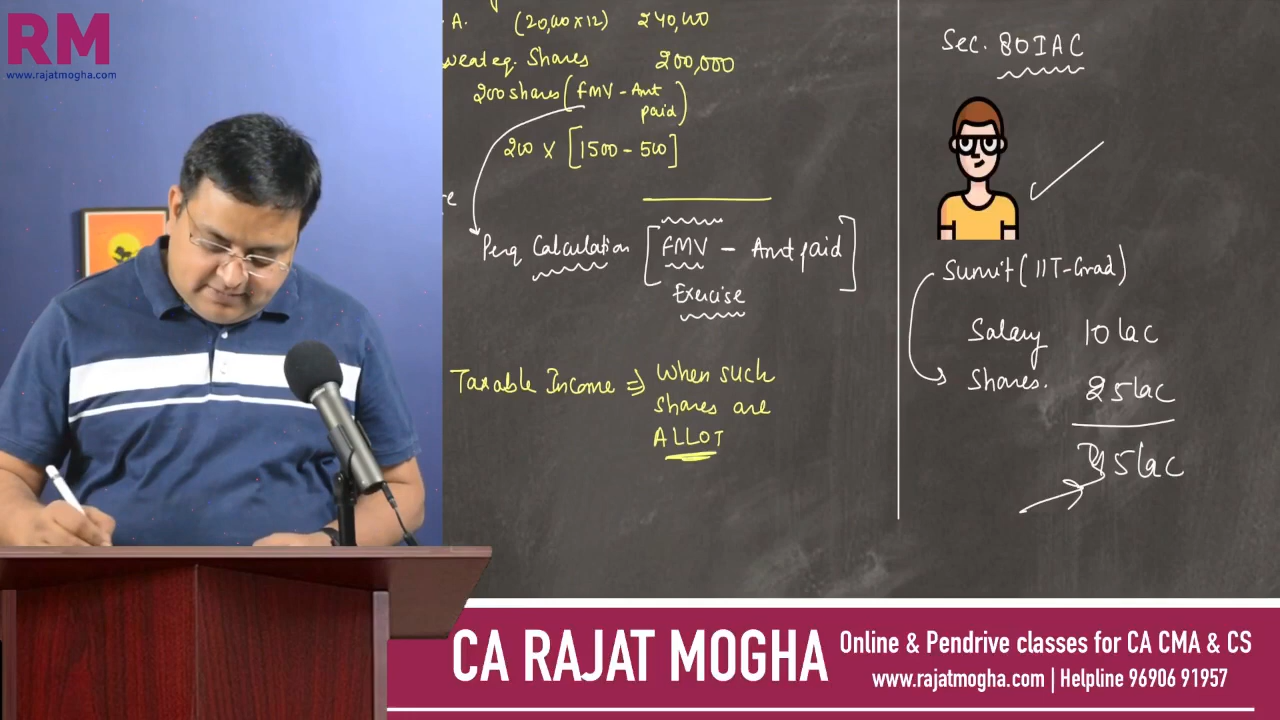 RM
www.rajatmogha.com
A. (20,000 x 12) 240,000
weat eq. Shares 200,000
200 shares (FMV - Amt paid)
200 x [1500 - 500]
Perq Calculation [FMV - Amt paid]
Exercise
Taxable Income => When such
shares are
ALLOT
Sec. 80IAC
Sumit (IIT-Grad)
Salary 10 lac
Shares. 25 lac
35 lac
CA RAJAT MOGHA
Online & Pendrive classes for CA CMA & CS
www.rajatmogha.com | Helpline 96906 91957